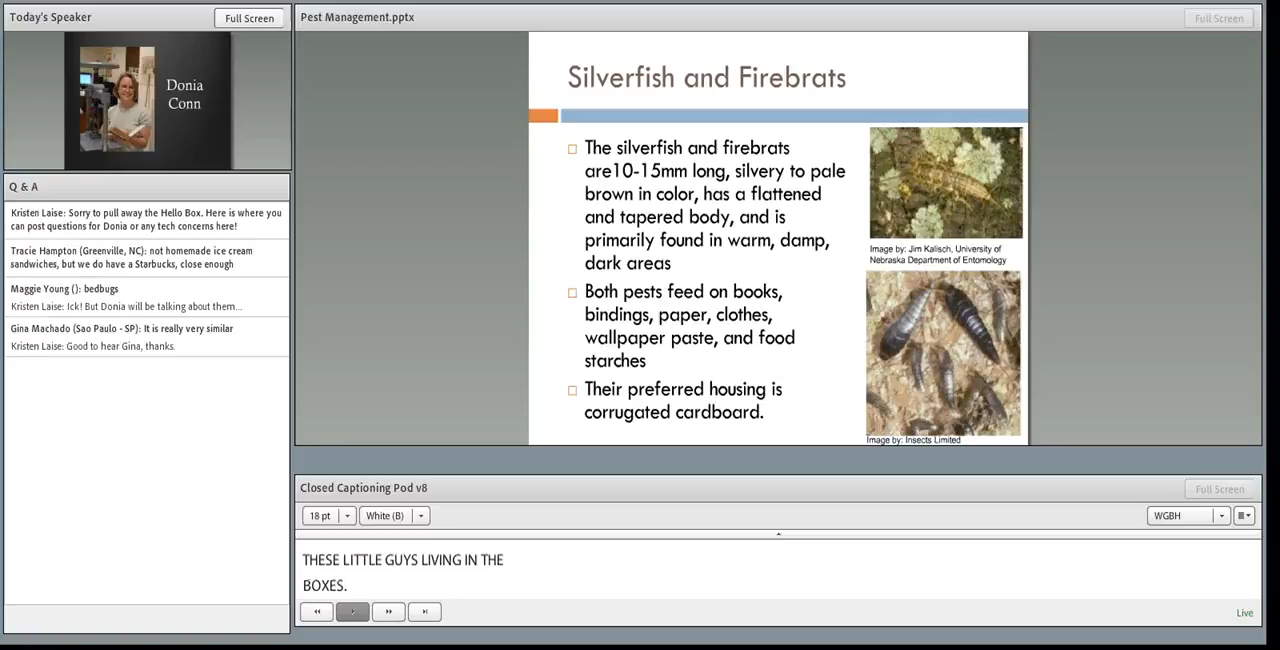 Today's Speaker
Full Screen
Donia
Conn
Q & A
Kristen Laise: Sorry to pull away the Hello Box. Here is where you
can post questions for Donia or any tech concerns here!
Tracie Hampton (Greenville, NC): not homemade ice cream
sandwiches, but we do have a Starbucks, close enough
Maggie Young (): bedbugs
Kristen Laise: Ick! But Donia will be talking about them...
Gina Machado (Sao Paulo - SP): It is really very similar
Kristen Laise: Good to hear Gina, thanks.
Pest Management.pptx
Full Screen
Silverfish and Firebrats
The silverfish and firebrats
are10-15mm long, silvery to pale
brown in color, has a flattened
and tapered body, and is
primarily found in warm, damp,
dark areas
Both pests feed on books,
bindings, paper, clothes,
wallpaper paste, and food
starches
Their preferred housing is
corrugated cardboard.
Image by: Jim Kalisch, University of
Nebraska Department of Entomology
Image by: Insects Limited
Closed Captioning Pod v8
Full Screen
18 pt
White (B)
WGBH
THESE LITTLE GUYS LIVING IN THE
BOXES.
Live